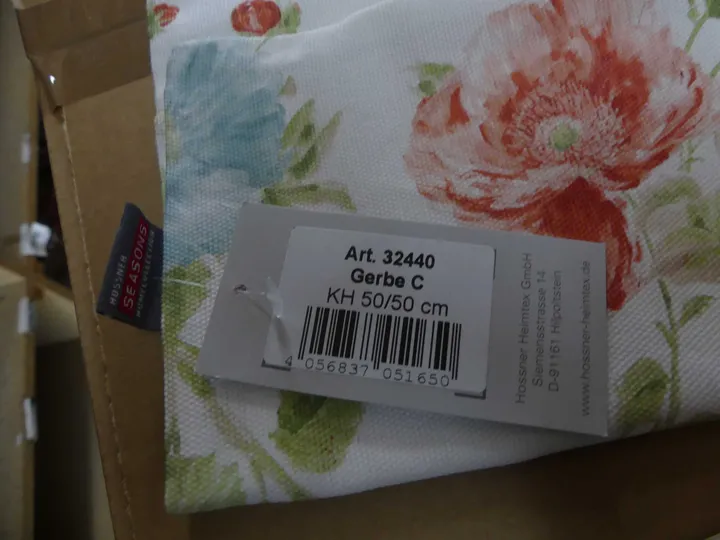 HOSSNER
SEASONS
HOMECOLLECTION
Art. 32440
Gerbe C
KH 50/50 cm
4 056837 051650
Hossner Heimtex GmbH
Siemensstrasse 14
D-91161 Hilpoltstein
www.hossner-heimtex.de